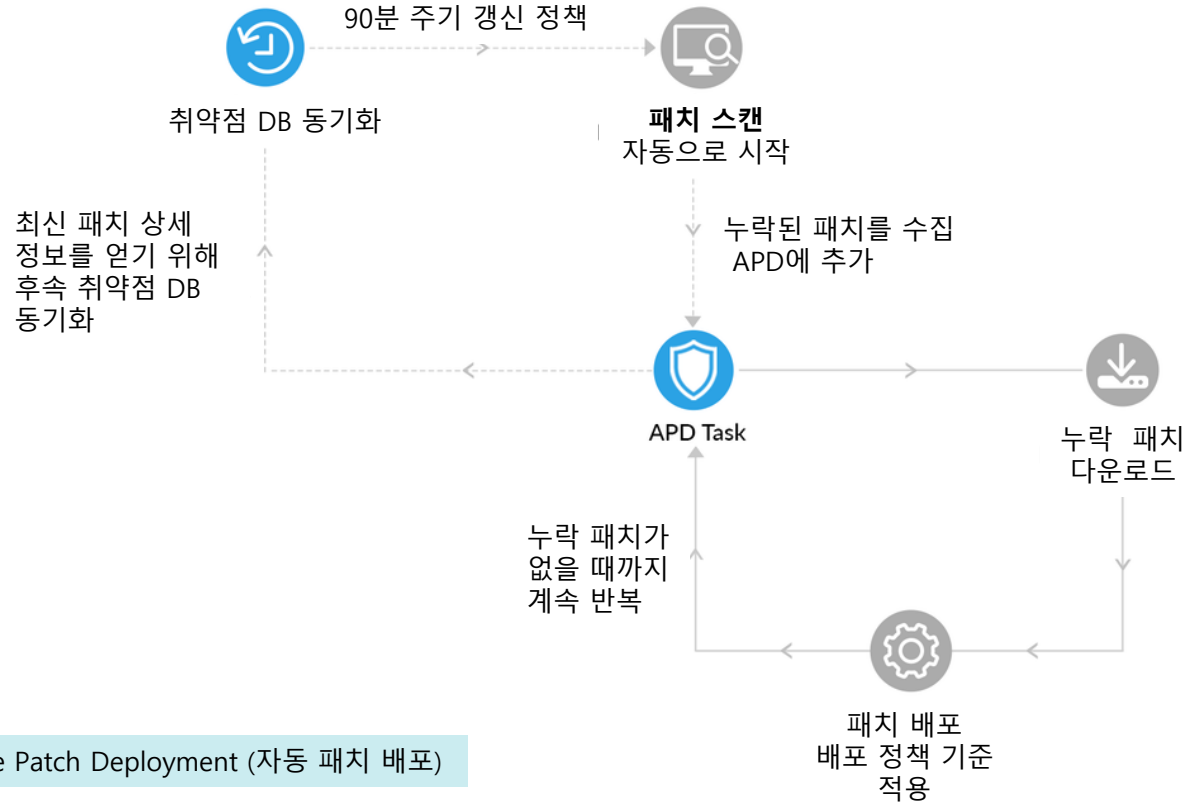 90분 주기 갱신 정책
취약점 DB 동기화
패치 스캔
자동으로 시작
최신 패치 상세
정보를 얻기 위해
후속 취약점 DB
동기화
누락된 패치를 수집
APD에 추가
APD Task
누락 패치
다운로드
누락 패치가
없을 때까지
계속 반복
패치 배포
배포 정책 기준
적용
Patch Deployment (자동 패치 배포)